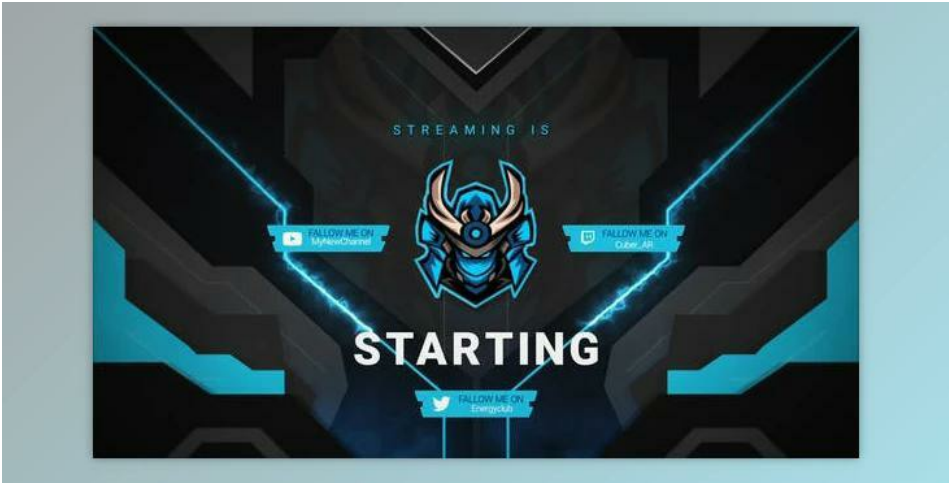 STREAMING IS
FALLOW ME ON
MyNewChannel
FALLOW ME ON
Cuber_AR
STARTING
FALLOW ME ON
Energyclub